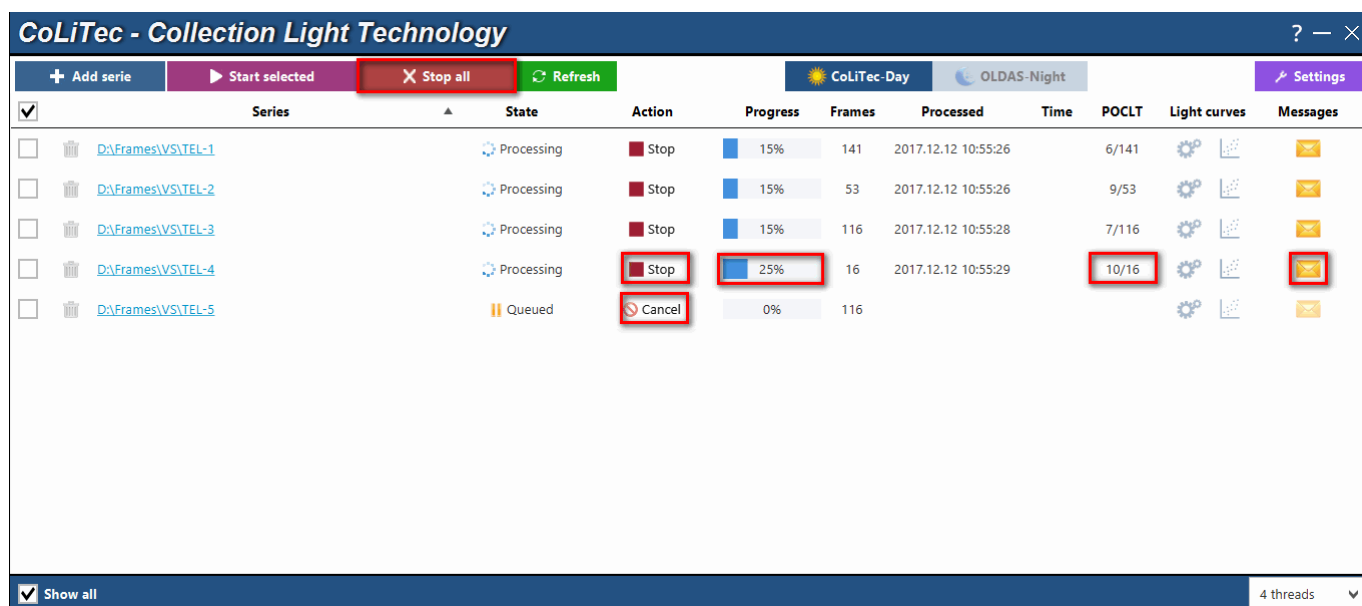 CoLiTec - Collection Light Technology ?
Add serie Start selected Stop all Refresh CoLiTec-Day OLDAS-Night Settings
Series State Action Progress Frames Processed Time POCLT Light curves Messages
D:\Frames\VS\TEL-1 Processing Stop 15% 141 2017.12.12 10:55:26 6/141
D:\Frames\VS\TEL-2 Processing Stop 15% 53 2017.12.12 10:55:26 9/53
D:\Frames\VS\TEL-3 Processing Stop 15% 116 2017.12.12 10:55:28 7/116
D:\Frames\VS\TEL-4 Processing Stop 25% 16 2017.12.12 10:55:29 10/16
D:\Frames\VS\TEL-5 Queued Cancel 0% 116
Show all 4 threads